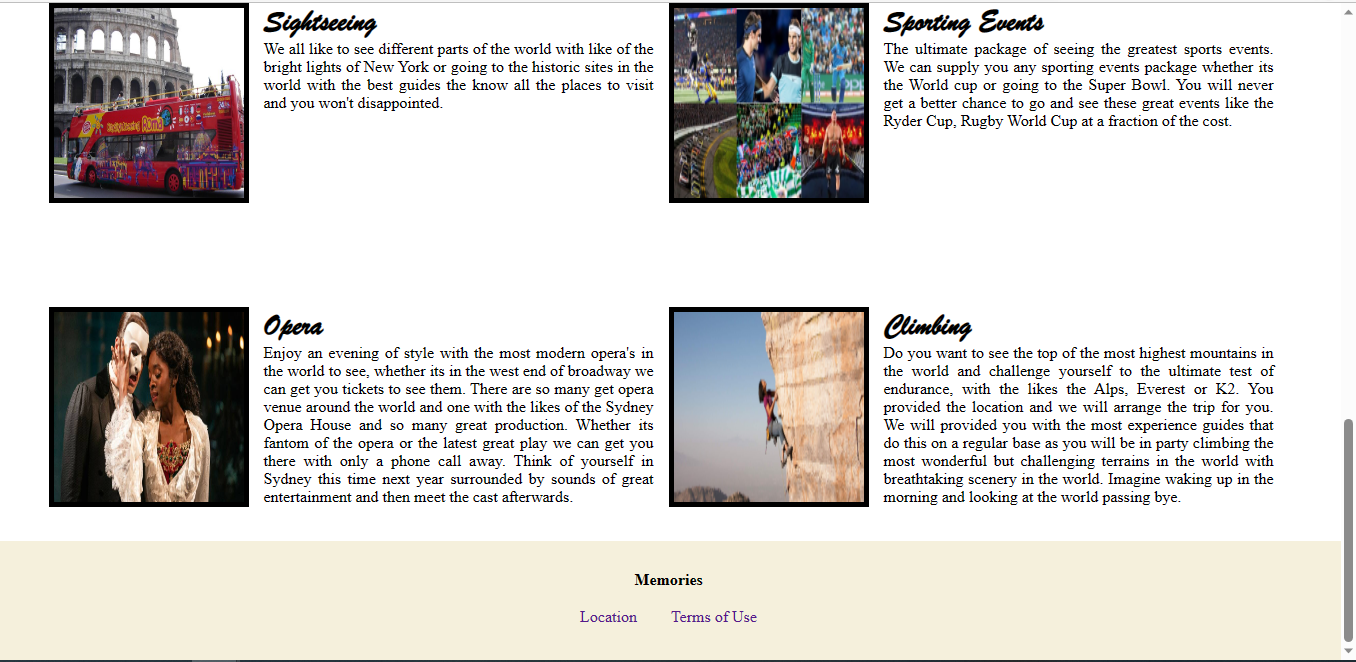 Sightseeing
We all like to see different parts of the world with like of the
bright lights of New York or going to the historic sites in the
world with the best guides the know all the places to visit
and you won't disappointed.
Sporting Events
The ultimate package of seeing the greatest sports events.
We can supply you any sporting events package whether its
the World cup or going to the Super Bowl. You will never
get a better chance to go and see these great events like the
Ryder Cup, Rugby World Cup at a fraction of the cost.
Opera
Enjoy an evening of style with the most modern opera's in
the world to see, whether its in the west end of broadway we
can get you tickets to see them. There are so many get opera
venue around the world and one with the likes of the Sydney
Opera House and so many great production. Whether its
fantom of the opera or the latest great play we can get you
there with only a phone call away. Think of yourself in
Sydney this time next year surrounded by sounds of great
entertainment and then meet the cast afterwards.
Climbing
Do you want to see the top of the most highest mountains in
the world and challenge yourself to the ultimate test of
endurance, with the likes the Alps, Everest or K2. You
provided the location and we will arrange the trip for you.
We will provided you with the most experience guides that
do this on a regular base as you will be in party climbing the
most wonderful but challenging terrains in the world with
breathtaking scenery in the world. Imagine waking up in the
morning and looking at the world passing bye.
Memories
Location Terms of Use